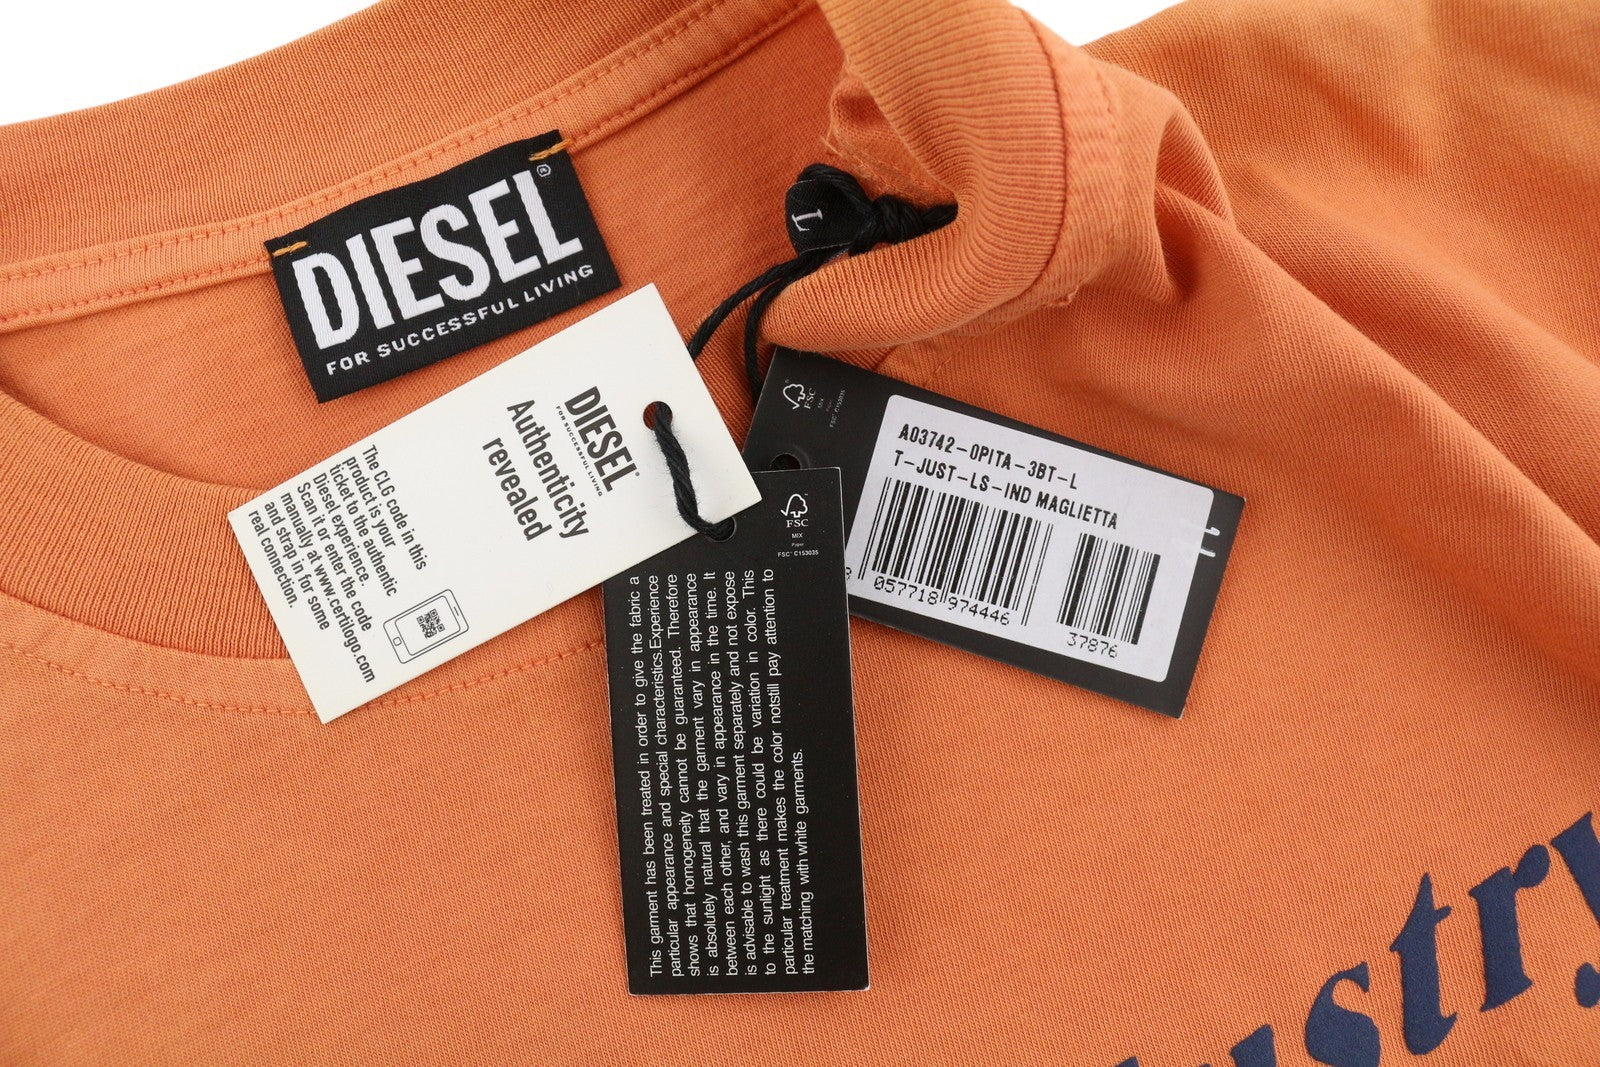 DIESEL®
FOR SUCCESSFUL LIVING
L
DIESEL®
FOR SUCCESSFUL LIVING
Authenticity
revealed
The CLG code in this
product is your
ticket to the authentic
Diesel experience.
Scan it or enter the code
manually at www.certilogo.com
and strap in for some
real connection.
FSC
MIX
Paper
FSC® C153035
This garment has been treated in order to give the fabric a
particular appearance and special characteristics.Experience
shows that homogeneity cannot be guaranteed. Therefore
is absolutely natural that the garment vary in appearance
between each other, and vary in appearance in the time. It
is advisable to wash this garment separately and not expose
to the sunlight as there could be variation in color. This
particular treatment makes the color notstill pay attention to
the matching with white garments.
FSC
MIX
FSC® C153035
A03742-0PITA-3BT-L
T-JUST-LS-IND MAGLIETTA
8 057718 974446
37876
ustry